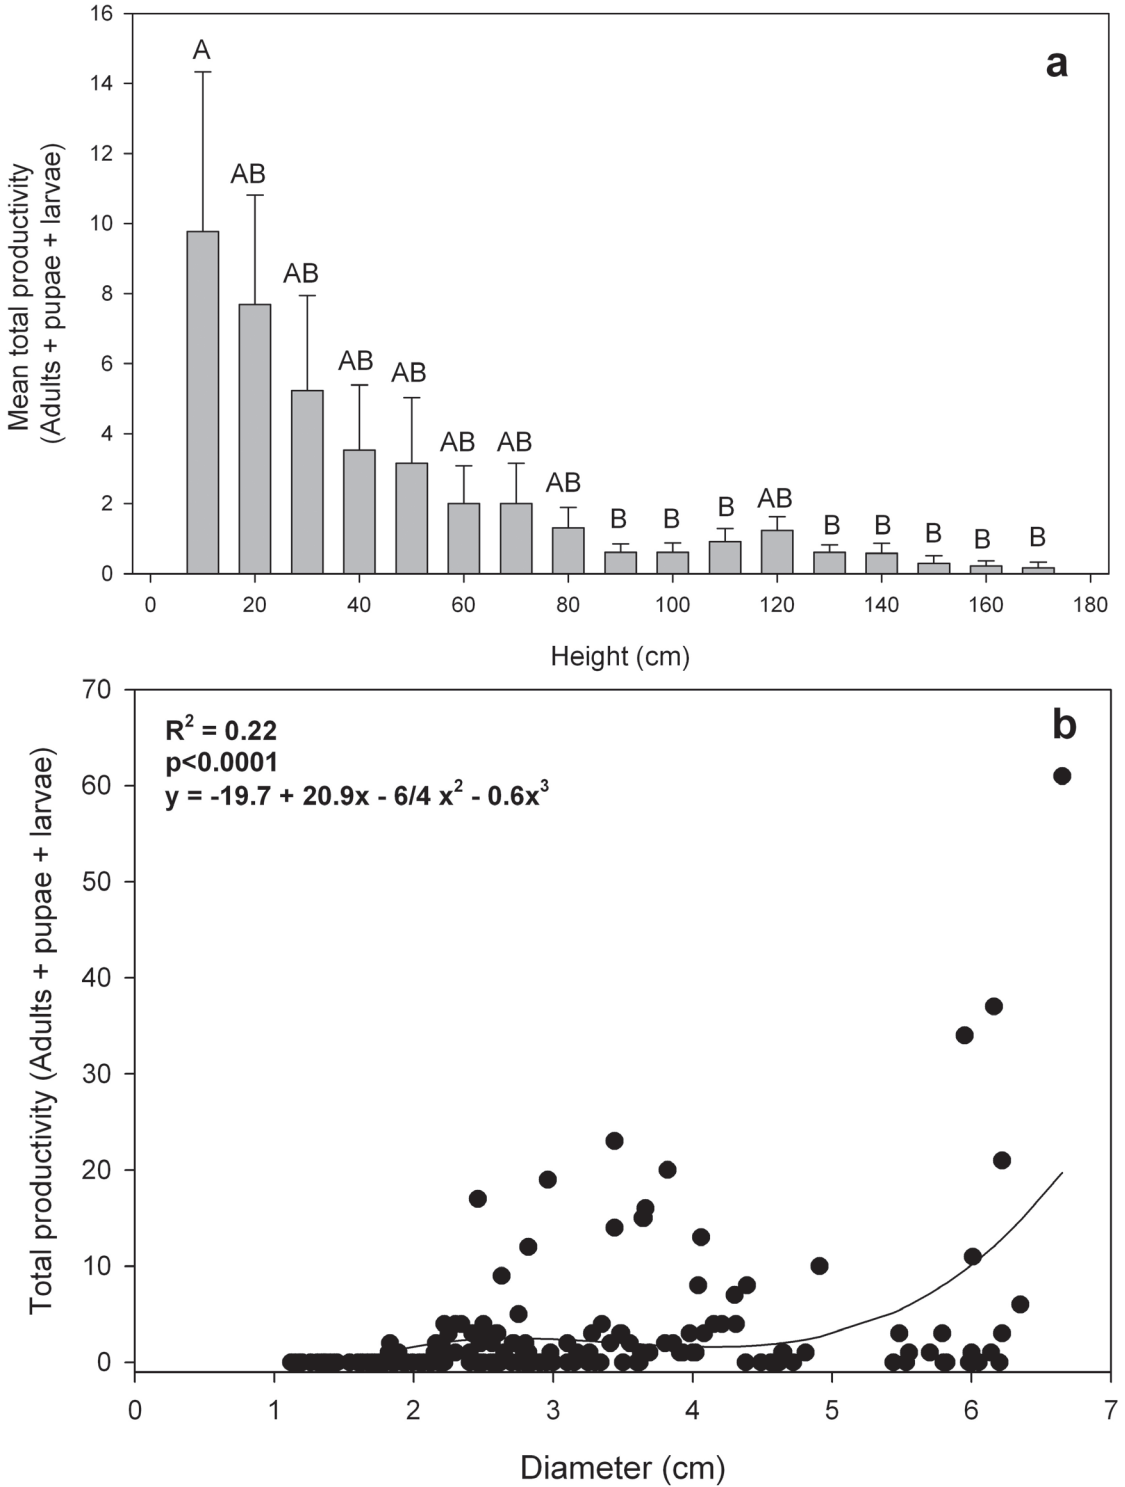 16
14
12
10
8
6
4
2
0
Mean total productivity
(Adults + pupae + larvae)
a
A
AB
AB
AB
AB
AB
AB
AB
B
B
B
AB
B
B
B
B
B
0 20 40 60 80 100 120 140 160 180
Height (cm)
70
60
50
40
30
20
10
0
Total productivity (Adults + pupae + larvae)
b
R² = 0.22
p<0.0001
y = -19.7 + 20.9x - 6/4 x² - 0.6x³
0 1 2 3 4 5 6 7
Diameter (cm)